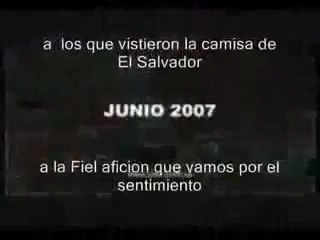 a los que vistieron la camisa de
El Salvador
JUNIO 2007
a la Fiel aficion que vamos por el
sentimiento